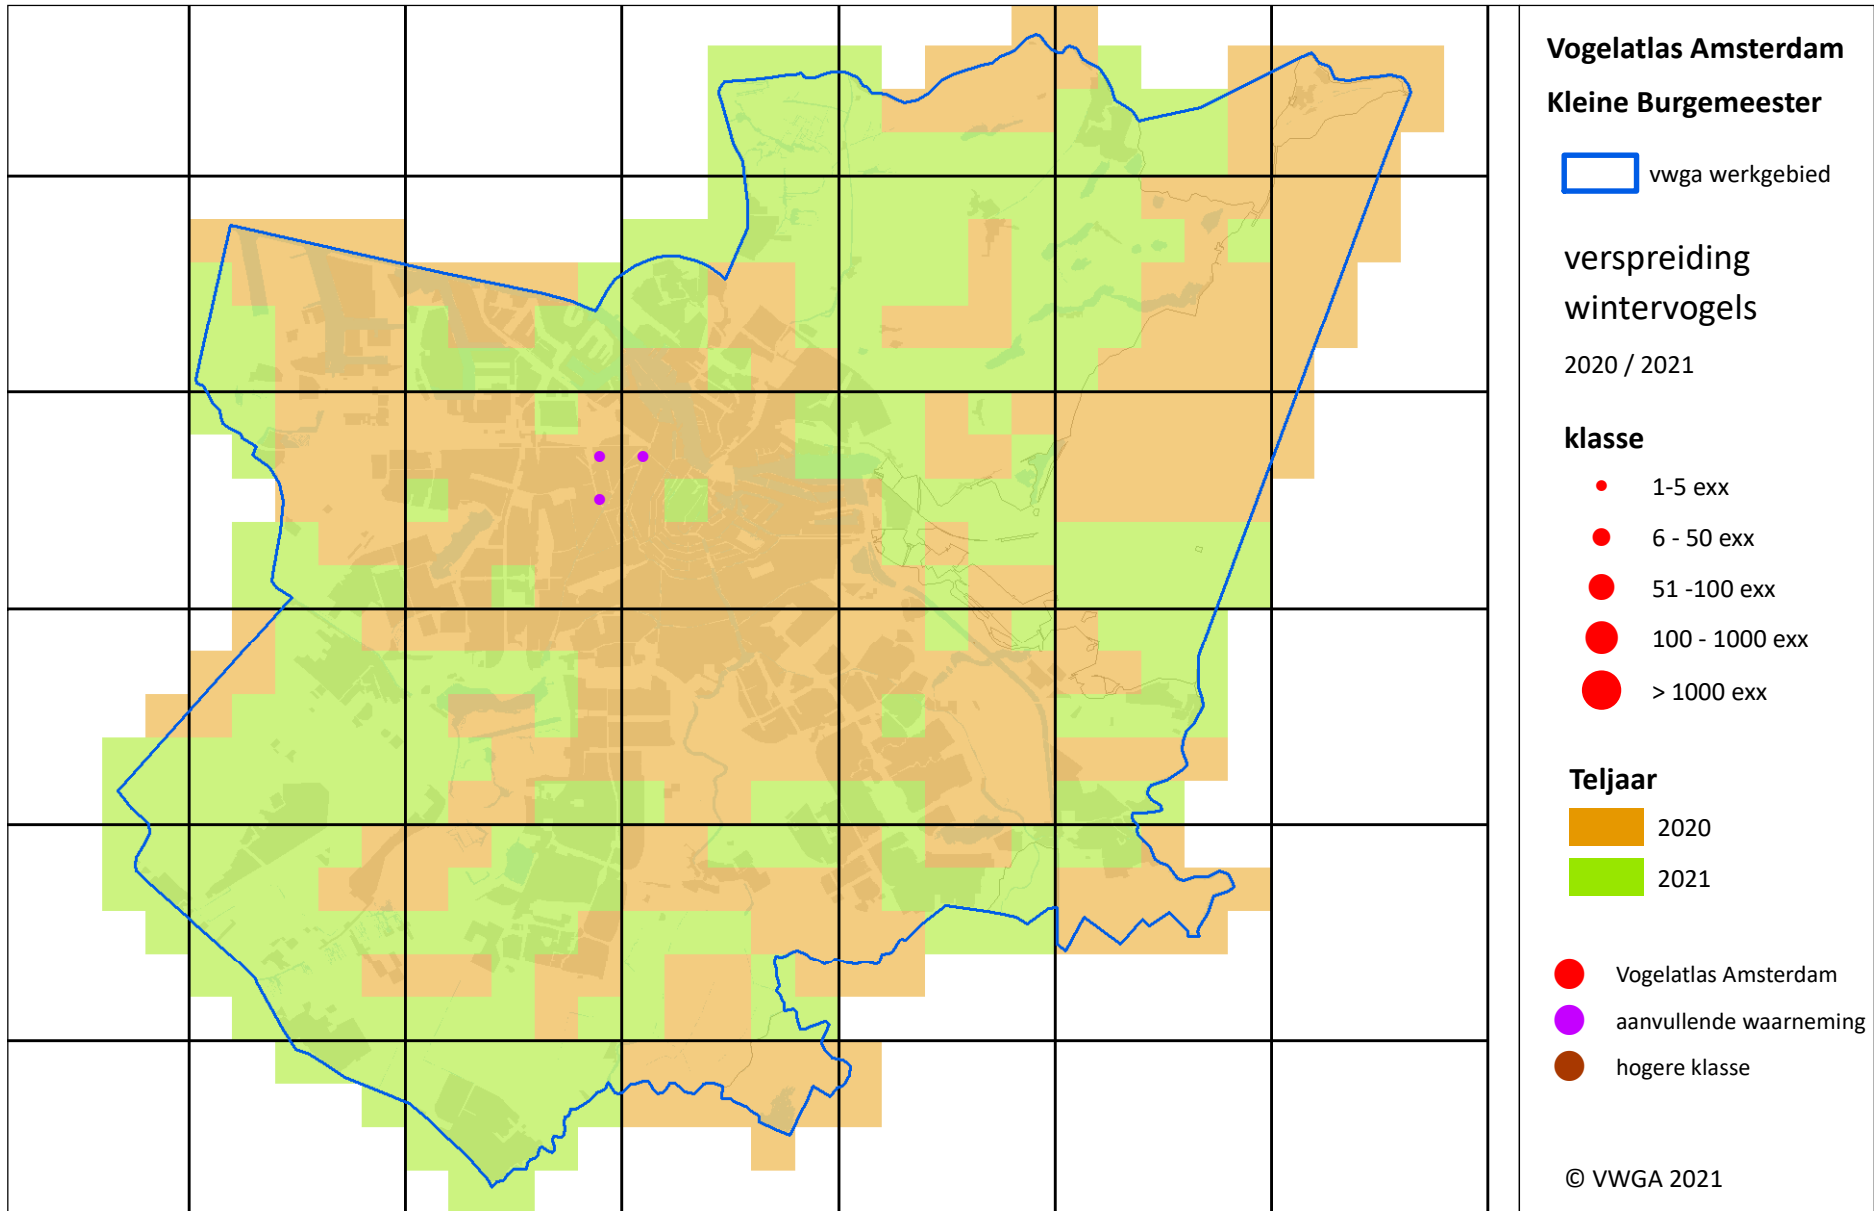 Vogelatlas Amsterdam
Kleine Burgemeester
vwga werkgebied
verspreiding
wintervogels
2020 / 2021
klasse
1-5 exx
6 - 50 exx
51 -100 exx
100 - 1000 exx
> 1000 exx
Teljaar
2020
2021
Vogelatlas Amsterdam
aanvullende waarneming
hogere klasse
© VWGA 2021